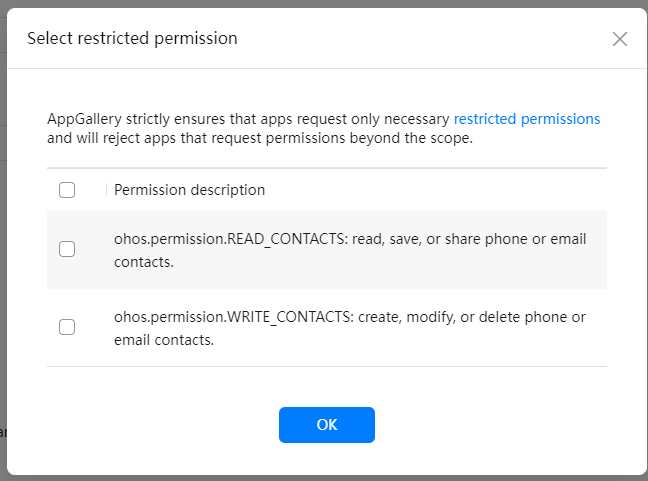 Select restricted permission
AppGallery strictly ensures that apps request only necessary restricted permissions
and will reject apps that request permissions beyond the scope.
Permission description
ohos.permission.READ_CONTACTS: read, save, or share phone or email
contacts.
ohos.permission.WRITE_CONTACTS: create, modify, or delete phone or
email contacts.
OK